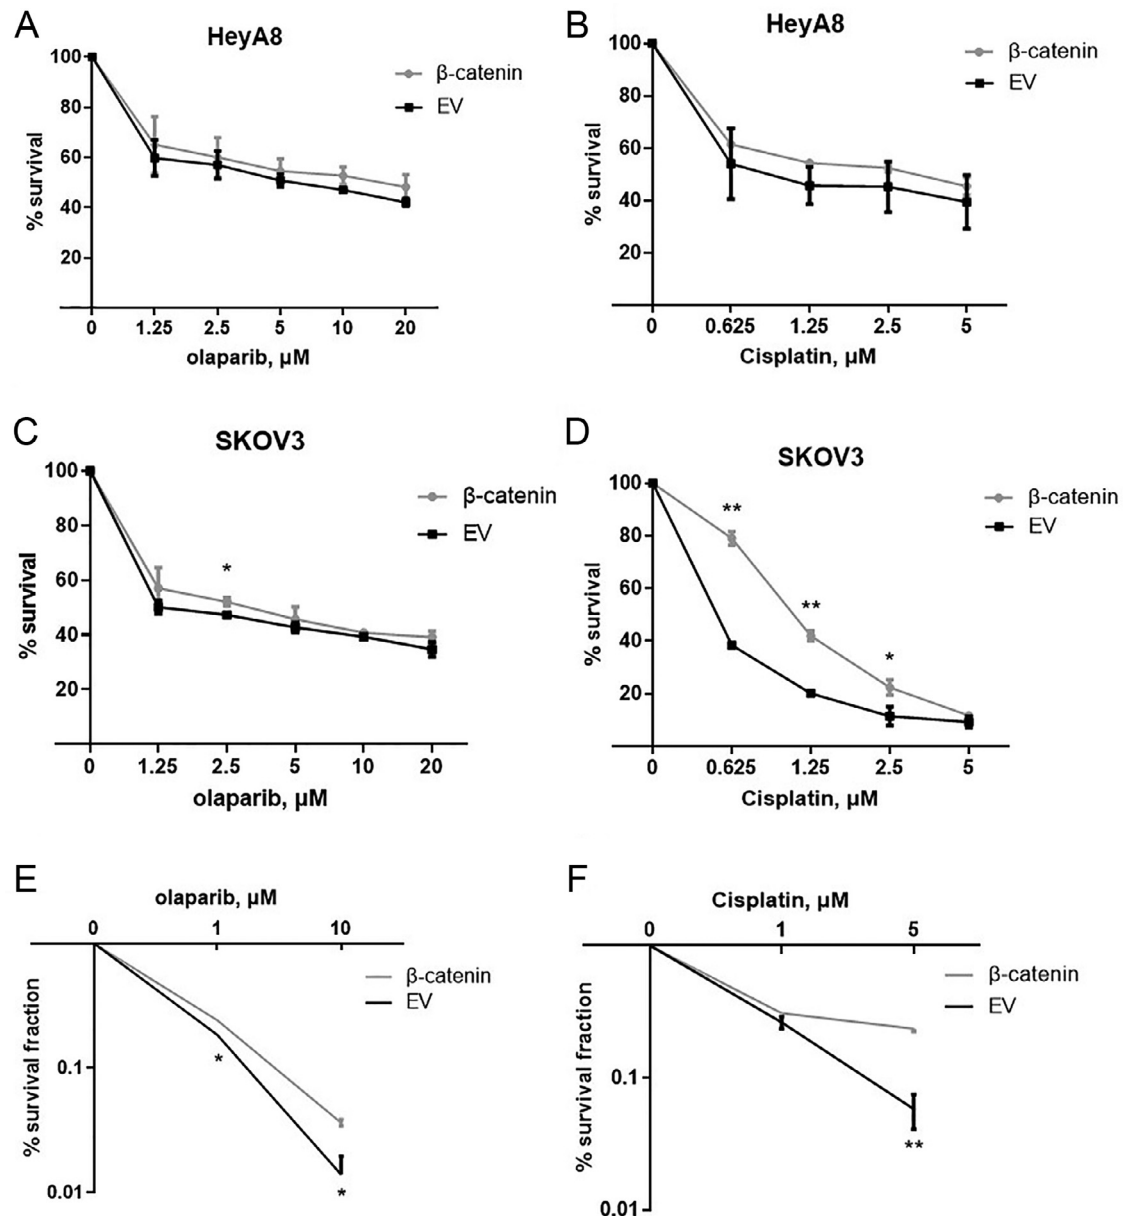 A
HeyA8
β-catenin
EV
% survival
100
80
60
40
20
0 1.25 2.5 5 10 20
olaparib, µM
B
HeyA8
β-catenin
EV
% survival
100
80
60
40
20
0 0.625 1.25 2.5 5
Cisplatin, µM
C
SKOV3
β-catenin
EV
% survival
100
80
60
40
20
*
0 1.25 2.5 5 10 20
olaparib, µM
D
SKOV3
β-catenin
EV
% survival
100
80
60
40
20
**
**
*
0 0.625 1.25 2.5 5
Cisplatin, µM
E
olaparib, µM
0 1 10
β-catenin
EV
% survival fraction
0.1
0.01
*
*
F
Cisplatin, µM
0 1 5
β-catenin
EV
% survival fraction
0.1
0.01
**